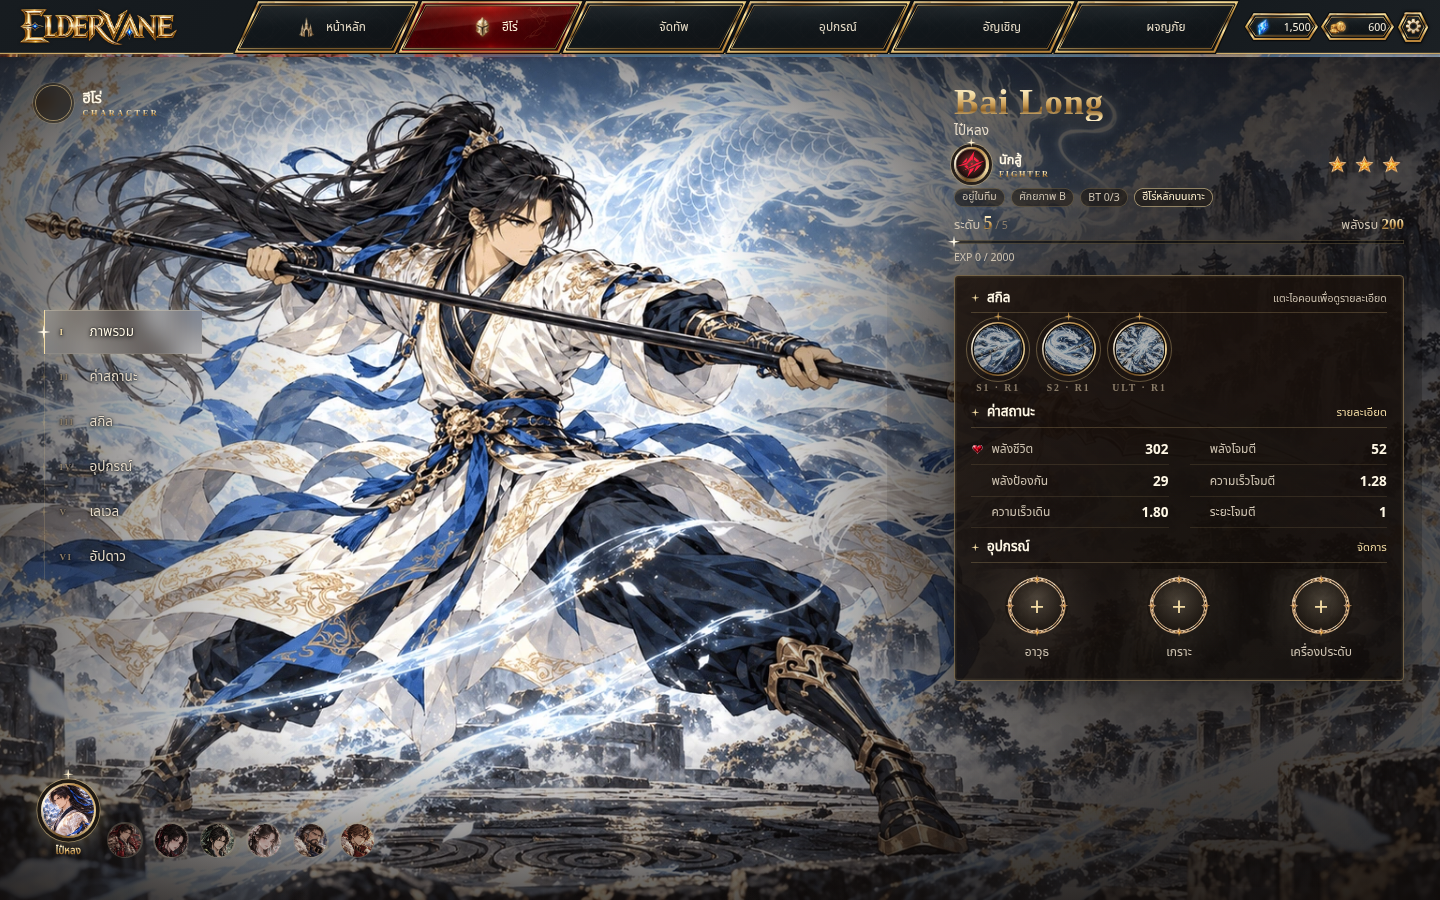 ELDERVANE
หน้าหลัก
ฮีโร่
จัดทัพ
อุปกรณ์
อัญเชิญ
ผจญภัย
1,500
600
ฮีโร่
CHARACTER
Bai Long
ไป๋หลง
นักสู้
FIGHTER
อยู่ในทีม ศักยภาพ B BT 0/3 ฮีโร่หลักบนเกาะ
ระดับ 5 / 5 พลังรบ 200
EXP 0 / 2000
I ภาพรวม
ค่าสถานะ
III สกิล
IV อุปกรณ์
V เลเวล
VI อัปดาว
สกิล แตะไอคอนเพื่อดูรายละเอียด
S1 · R1 S2 · R1 ULT · R1
ค่าสถานะ รายละเอียด
พลังชีวิต 302 พลังโจมตี 52
พลังป้องกัน 29 ความเร็วโจมตี 1.28
ความเร็วเดิน 1.80 ระยะโจมตี 1
อุปกรณ์ จัดการ
+ + +
อาวุธ เกราะ เครื่องประดับ
ไป๋หลง